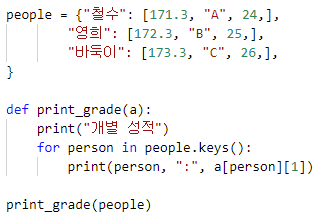 people = {"철수": [171.3, "A", 24,],
"영희": [172.3, "B", 25,],
"바둑이": [173.3, "C", 26,],
}
def print_grade(a):
print("개별 성적")
for person in people.keys():
print(person, ":", a[person][1])
print_grade(people)